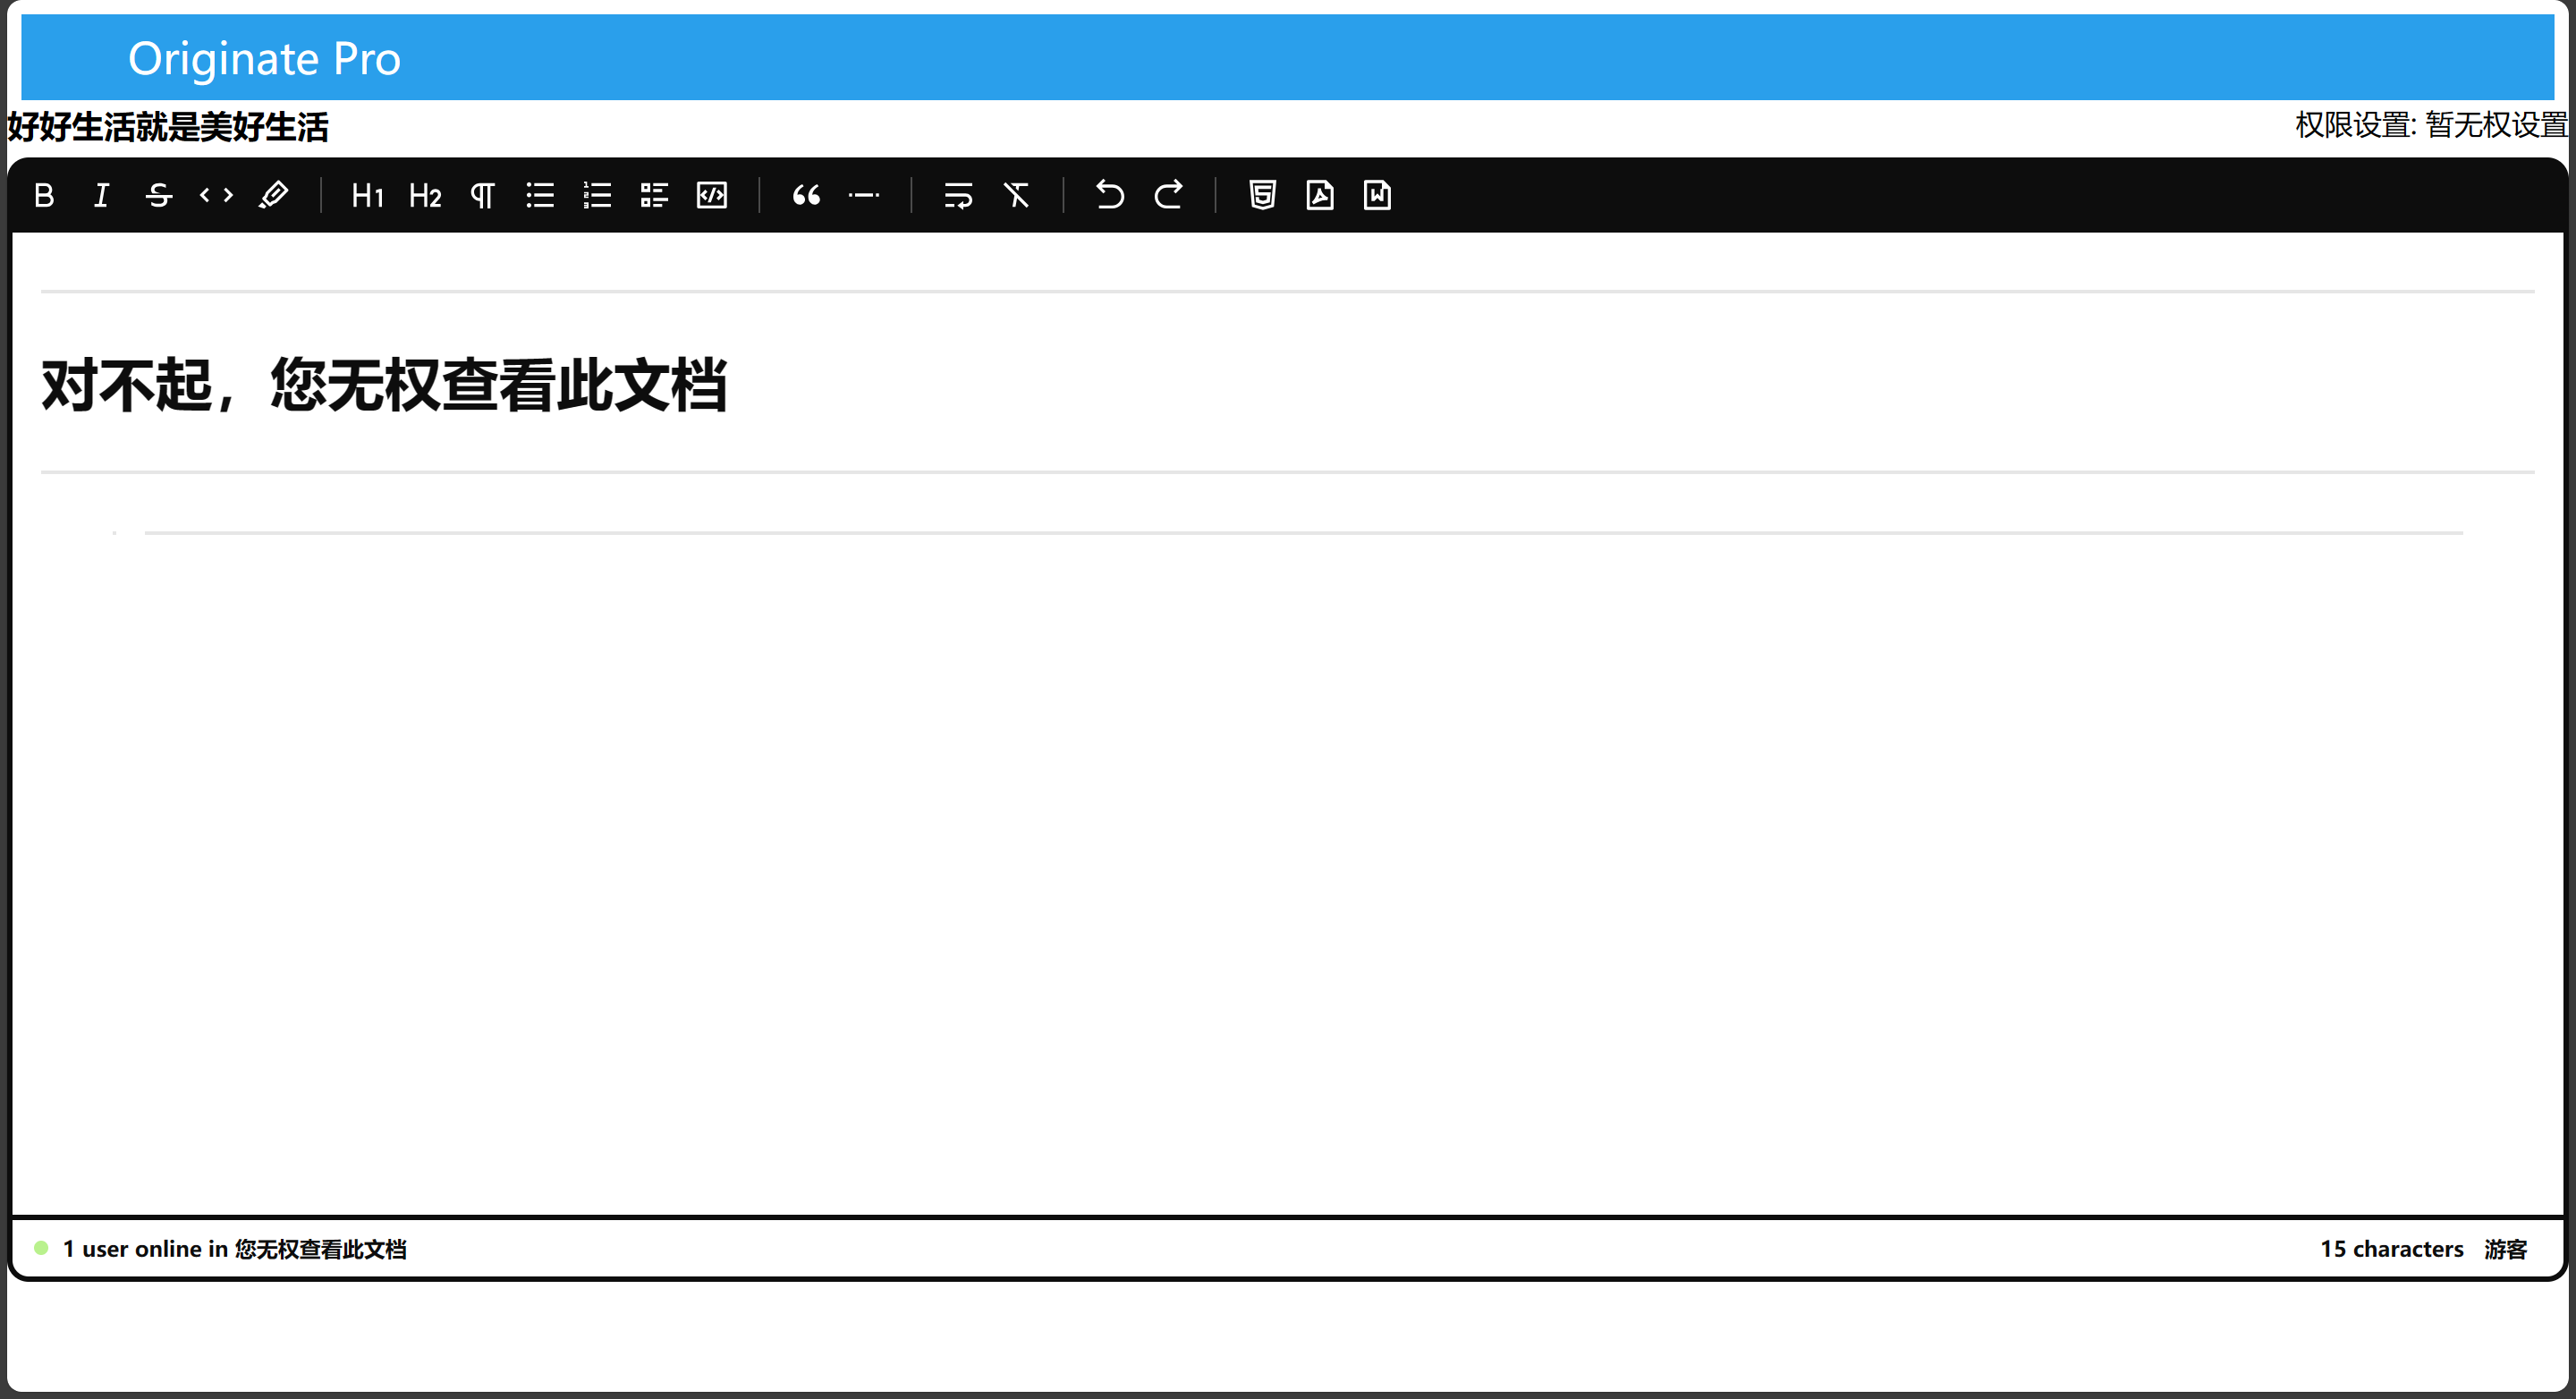 Originate Pro
好好生活就是美好生活
权限设置: 暂无权设置
H1 H2
对不起，您无权查看此文档
1 user online in 您无权查看此文档
15 characters 游客